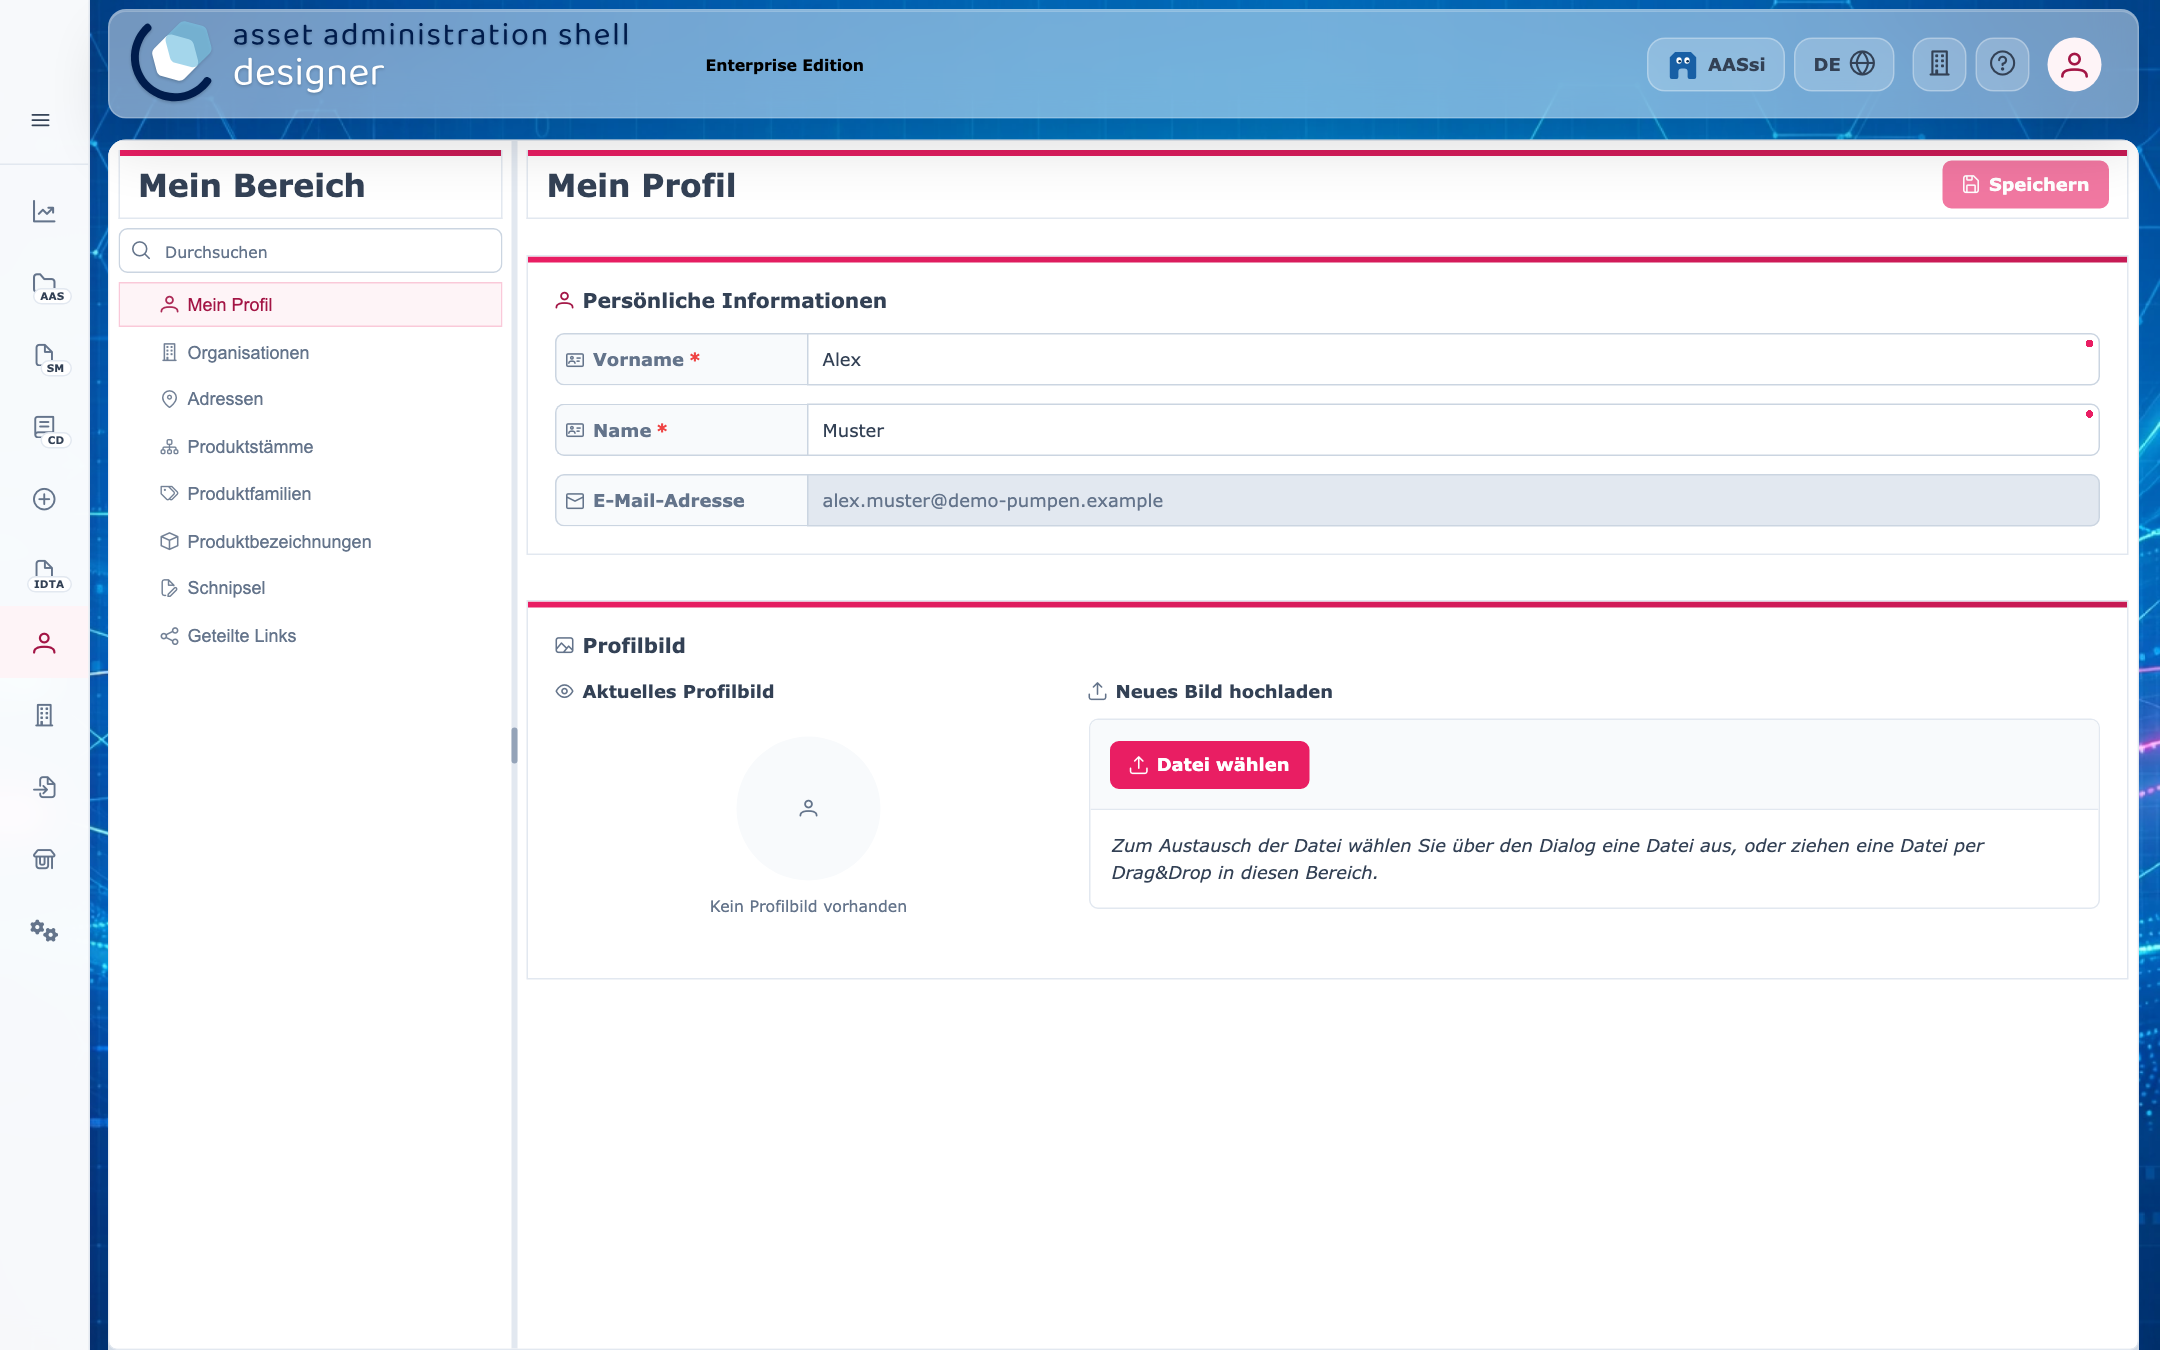 asset administration shell
designer
Enterprise Edition
AASsi
DE
Mein Bereich
Durchsuchen
Mein Profil
Organisationen
Adressen
Produktstämme
Produktfamilien
Produktbezeichnungen
Schnipsel
Geteilte Links
AAS
SM
CD
IDTA
Mein Profil
Speichern
Persönliche Informationen
Vorname * Alex
Name * Muster
E-Mail-Adresse alex.muster@demo-pumpen.example
Profilbild
Aktuelles Profilbild
Kein Profilbild vorhanden
Neues Bild hochladen
Datei wählen
Zum Austausch der Datei wählen Sie über den Dialog eine Datei aus, oder ziehen eine Datei per
Drag&Drop in diesen Bereich.